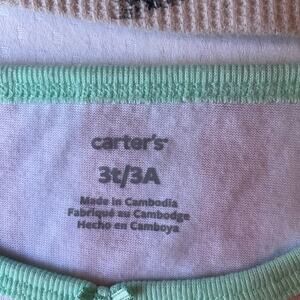 carter's
3t/3A
Made in Cambodia
Fabriqué au Cambodge
Hecho en Camboya